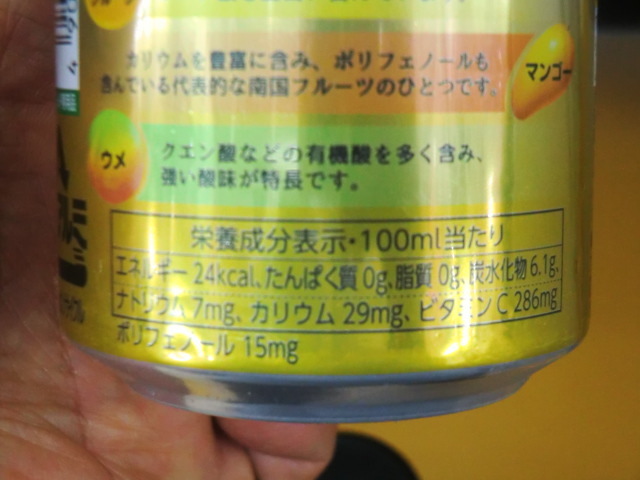 カリウムを豊富に含み、ポリフェノールも
含んでいる代表的な南国フルーツのひとつです。
マンゴー
ウメ
クエン酸などの有機酸を多く含み、
強い酸味が特長です。
栄養成分表示・100ml当たり
エネルギー 24kcal、たんぱく質 0g、脂質 0g、炭水化物 6.1g、
ナトリウム 7mg、カリウム 29mg、ビタミンC 286mg
ポリフェノール 15mg